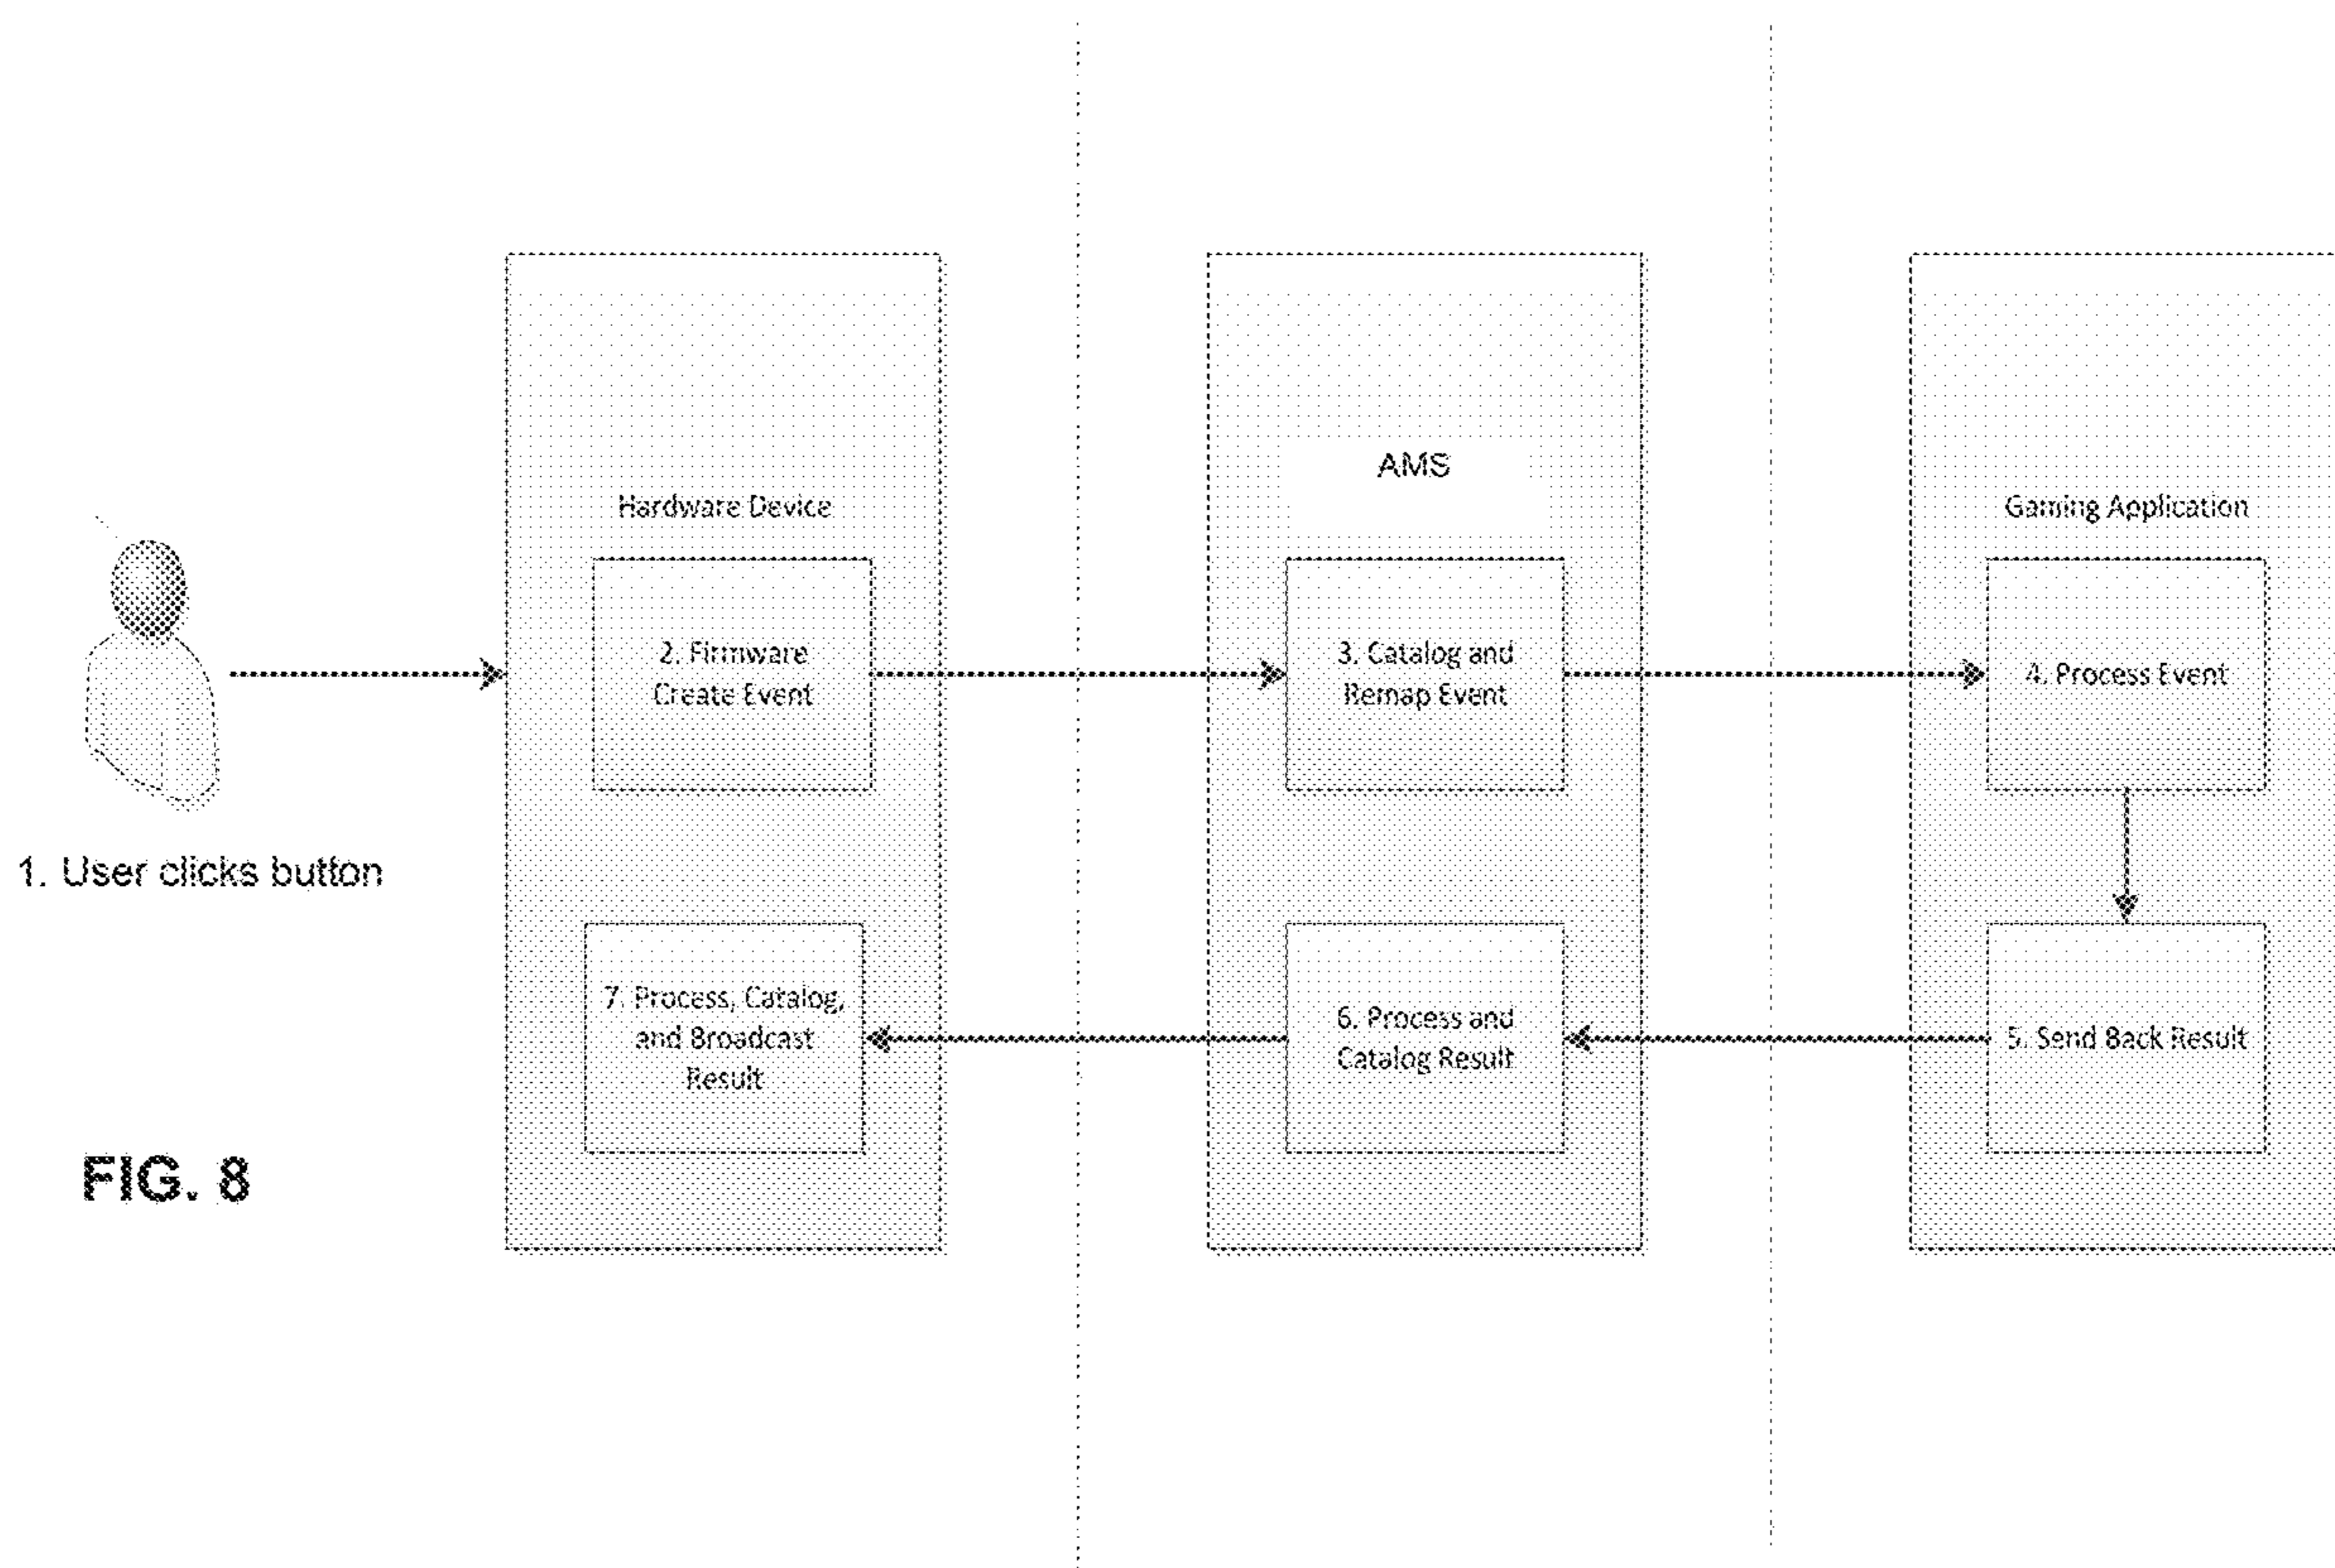 AMS
Hardware Device
Gaming Application
2. Firmware
Create Event
3. Catalog and
Remap Event
4. Process Event
1. User clicks button
7. Process, Catalog,
and Broadcast
Result
6. Process and
Catalog Result
5. Send Back Result
FIG. 8